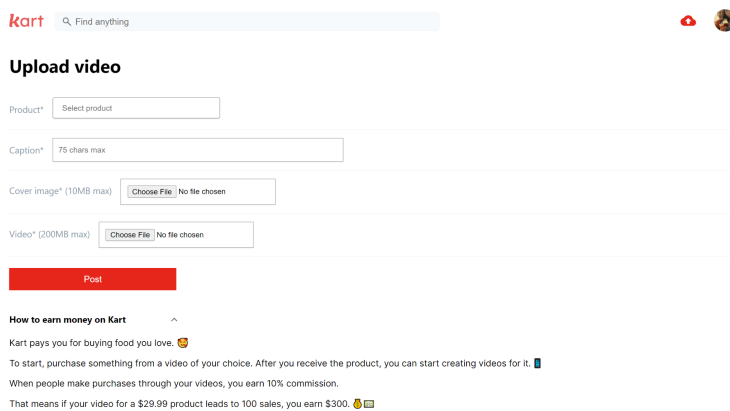 kart
Find anything
Upload video
Product*
Select product
Caption*
75 chars max
Cover image* (10MB max)
Choose File No file chosen
Video* (200MB max)
Choose File No file chosen
Post
How to earn money on Kart
Kart pays you for buying food you love. 🥰
To start, purchase something from a video of your choice. After you receive the product, you can start creating videos for it. 📱
When people make purchases through your videos, you earn 10% commission.
That means if your video for a $29.99 product leads to 100 sales, you earn $300. 💰💵